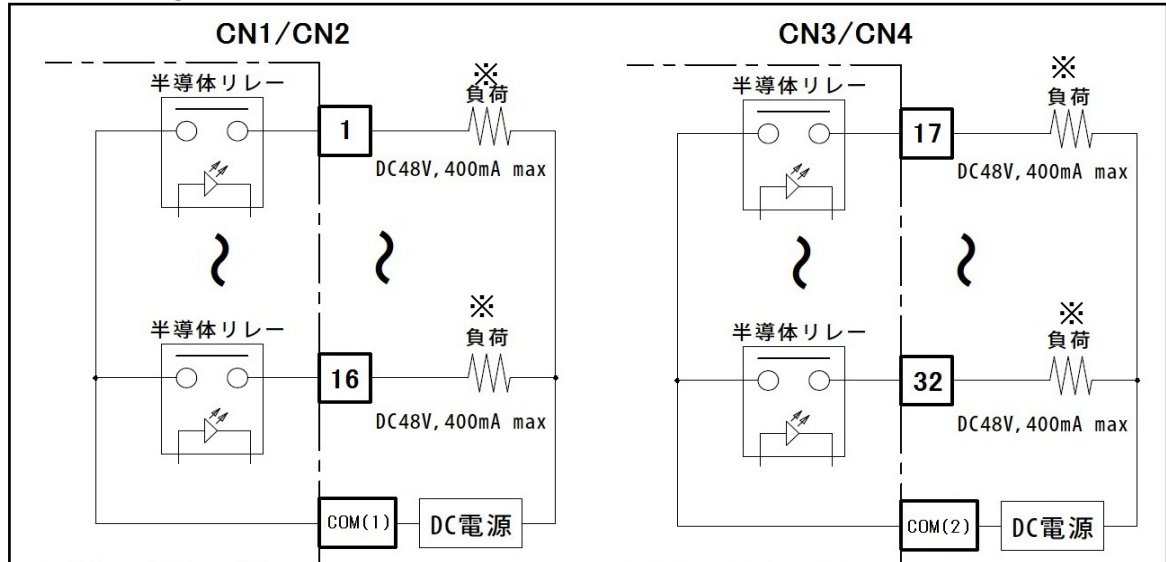 CN1/CN2
半導体リレー
1
※
負荷
DC48V,400mA max
半導体リレー
16
※
負荷
DC48V,400mA max
COM(1)
DC電源
CN3/CN4
半導体リレー
17
※
負荷
DC48V,400mA max
半導体リレー
32
※
負荷
DC48V,400mA max
COM(2)
DC電源